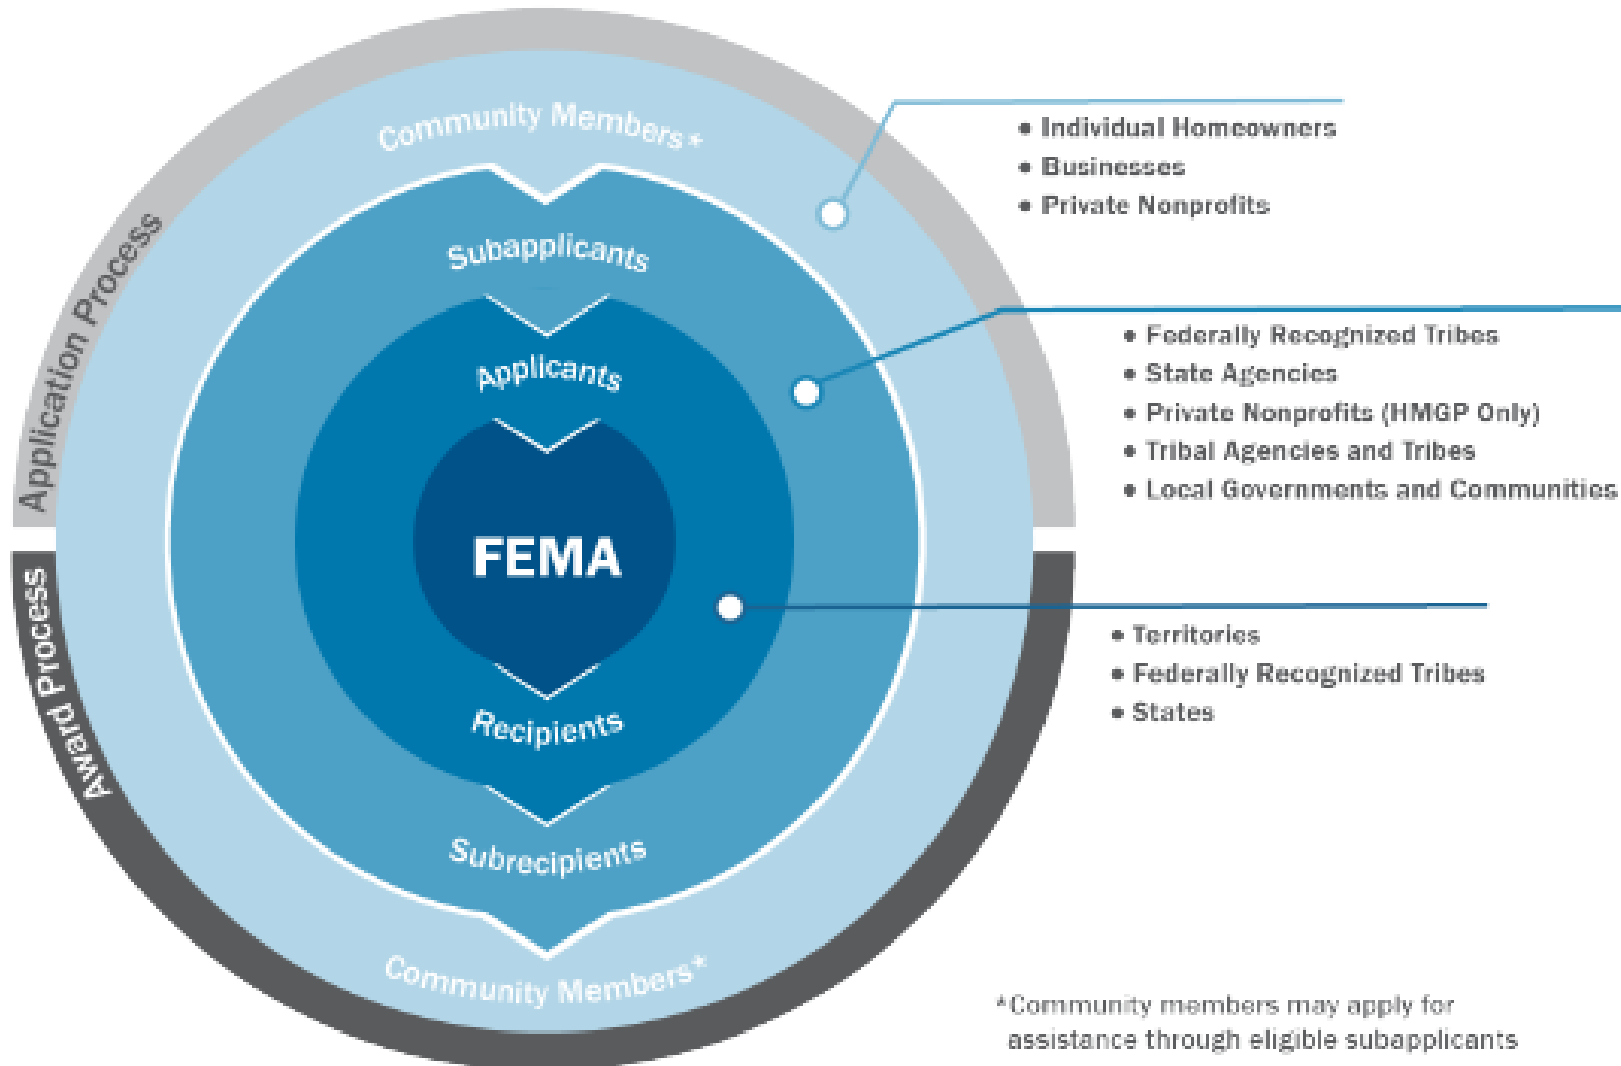 Application Process
Community Members*
Subapplicants
Applicants
FEMA
Recipients
Subrecipients
Community Members*
Award Process
• Individual Homeowners
• Businesses
• Private Nonprofits
• Federally Recognized Tribes
• State Agencies
• Private Nonprofits (HMGP Only)
• Tribal Agencies and Tribes
• Local Governments and Communities
• Territories
• Federally Recognized Tribes
• States
*Community members may apply for
assistance through eligible subapplicants